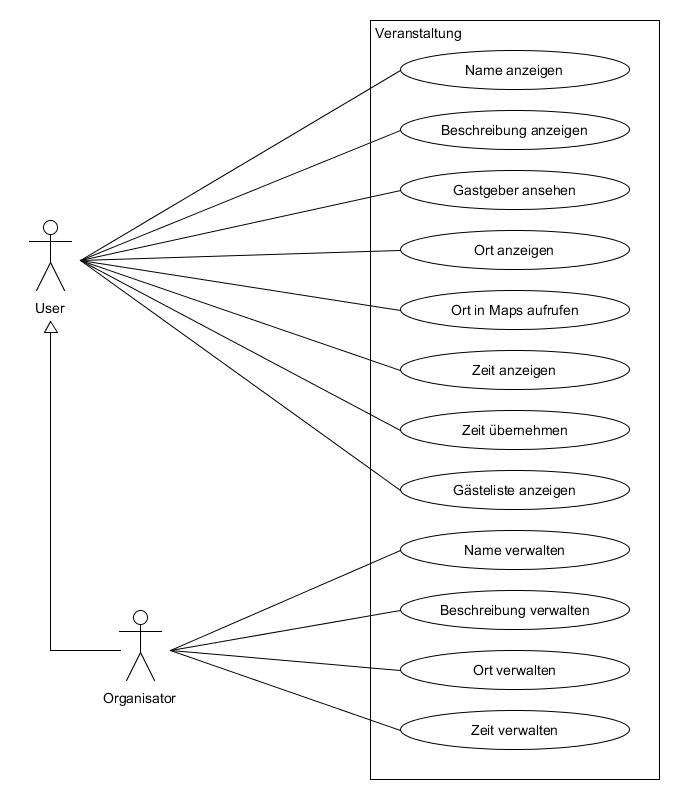 Veranstaltung
Name anzeigen
Beschreibung anzeigen
Gastgeber ansehen
Ort anzeigen
User
Ort in Maps aufrufen
Zeit anzeigen
Zeit übernehmen
Gästeliste anzeigen
Name verwalten
Beschreibung verwalten
Ort verwalten
Organisator
Zeit verwalten